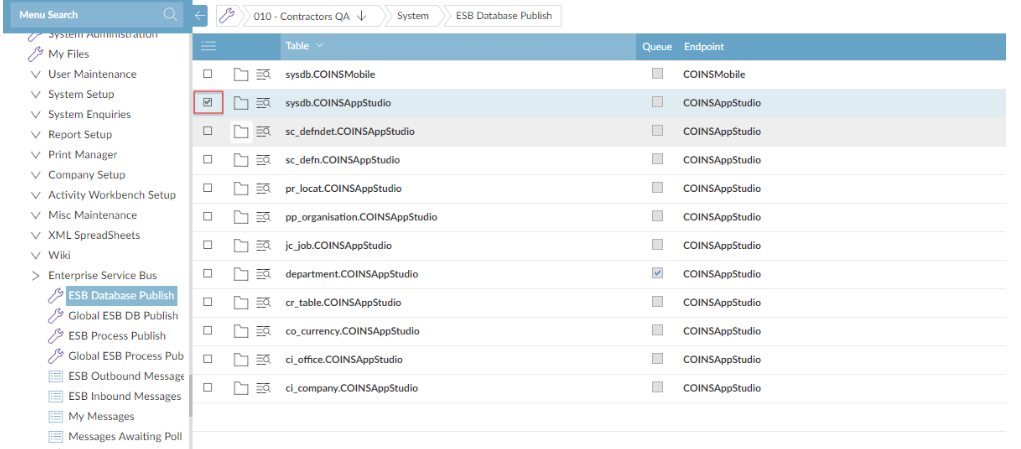 Menu Search
010 - Contractors QA
System
ESB Database Publish
System Administration
My Files
User Maintenance
System Setup
System Enquiries
Report Setup
Print Manager
Company Setup
Activity Workbench Setup
Misc Maintenance
XML SpreadSheets
Wiki
Enterprise Service Bus
ESB Database Publish
Global ESB DB Publish
ESB Process Publish
Global ESB Process Pub
ESB Outbound Message
ESB Inbound Messages
My Messages
Messages Awaiting Poll
Table Queue Endpoint
sysdb.COINSMobile COINSMobile
sysdb.COINSAppStudio COINSAppStudio
sc_defndet.COINSAppStudio COINSAppStudio
sc_defn.COINSAppStudio COINSAppStudio
pr_locat.COINSAppStudio COINSAppStudio
pp_organisation.COINSAppStudio COINSAppStudio
jc_job.COINSAppStudio COINSAppStudio
department.COINSAppStudio COINSAppStudio
cr_table.COINSAppStudio COINSAppStudio
co_currency.COINSAppStudio COINSAppStudio
ci_office.COINSAppStudio COINSAppStudio
ci_company.COINSAppStudio COINSAppStudio